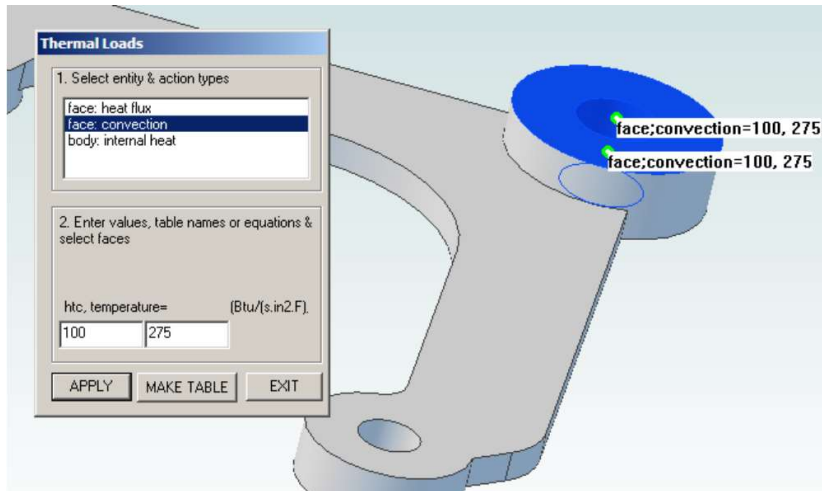 Thermal Loads
1. Select entity & action types
face: heat flux
face: convection
body: internal heat
2. Enter values, table names or equations &
select faces
htc, temperature= (Btu/(s.in2.F),
100 275
APPLY MAKE TABLE EXIT
face;convection=100, 275
face;convection=100, 275